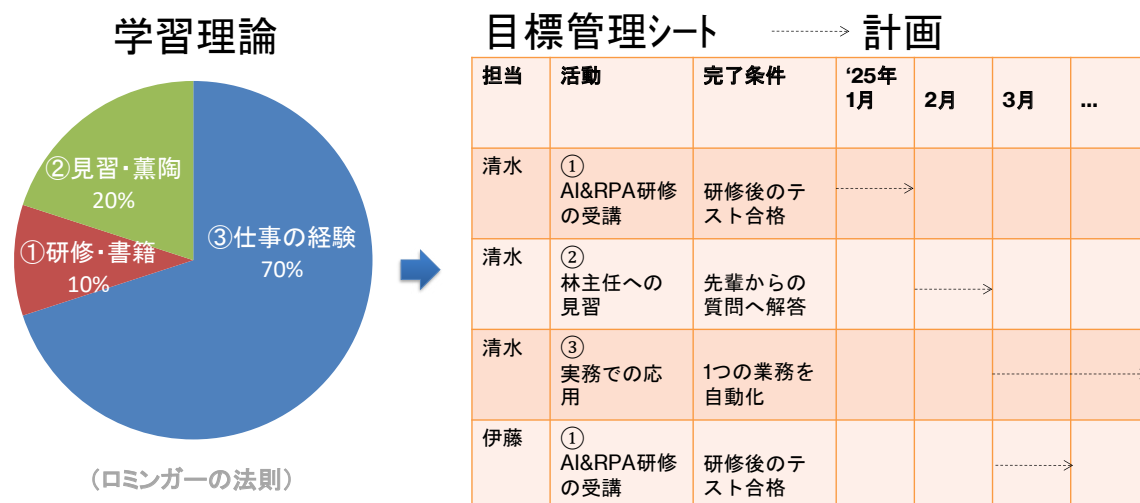 学習理論
②見習・薫陶
20%
①研修・書籍
10%
③仕事の経験
70%
（ロミンガーの法則）
目標管理シート 計画
担当 活動 完了条件 ‘25年
1月 2月 3月 ...
清水 ①
AI&RPA研修
の受講 研修後のテ
スト合格
清水 ②
林主任への
見習 先輩からの
質問へ解答
清水 ③
実務での応
用 1つの業務を
自動化
伊藤 ①
AI&RPA研修
の受講 研修後のテ
スト合格